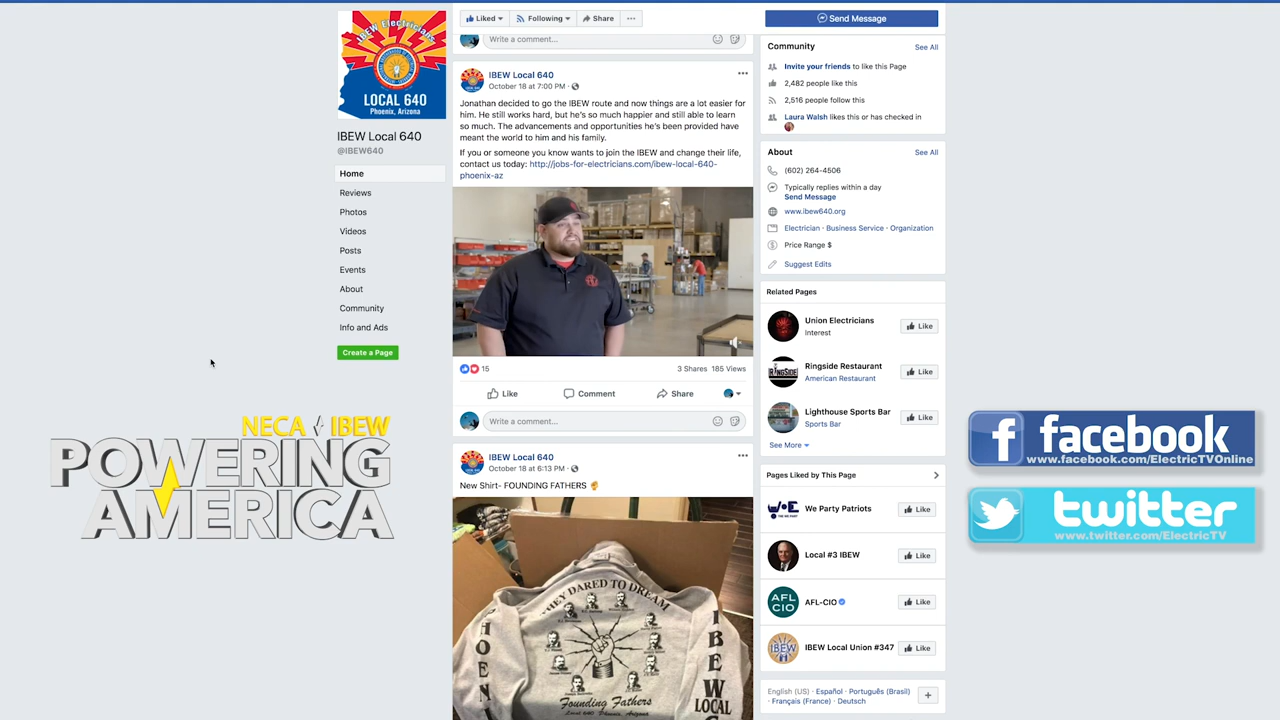 Liked
Following
Share
Send Message
IBEW Electricians
LOCAL 640
Phoenix, Arizona
IBEW Local 640
@IBEW640
Home
Reviews
Photos
Videos
Posts
Events
About
Community
Info and Ads
Create a Page
Write a comment...
IBEW Local 640
October 18 at 7:00 PM ·
Jonathan decided to go the IBEW route and now things are a lot easier for
him. He still works hard, but he's so much happier and still able to learn
so much. The advancements and opportunities he's been provided have
meant the world to him and his family.
If you or someone you know wants to join the IBEW and change their life,
contact us today: http://jobs-for-electricians.com/ibew-local-640-
phoenix-az
15
3 Shares 185 Views
Like
Comment
Share
Write a comment...
IBEW Local 640
October 18 at 6:13 PM ·
New Shirt- FOUNDING FATHERS
THEY DARED TO DREAM
IBEW
LOCAL
Founding Fathers
Local 640 Phoenix, Arizona
Community
See All
Invite your friends to like this Page
2,482 people like this
2,516 people follow this
Laura Walsh likes this or has checked in
About
See All
(602) 264-4506
Typically replies within a day
Send Message
www.ibew640.org
Electrician · Business Service · Organization
Price Range $
Suggest Edits
Related Pages
Union Electricians
Interest
Like
Ringside Restaurant
American Restaurant
Like
Lighthouse Sports Bar
Sports Bar
Like
See More
Pages Liked by This Page
We Party Patriots
Like
Local #3 IBEW
Like
AFL
CIO
AFL-CIO
Like
IBEW
IBEW Local Union #347
Like
English (US) · Español · Português (Brasil)
· Français (France) · Deutsch
NECA IBEW
POWERING
AMERICA
facebook
www.facebook.com/ElectricTVOnline
twitter
www.twitter.com/ElectricTV